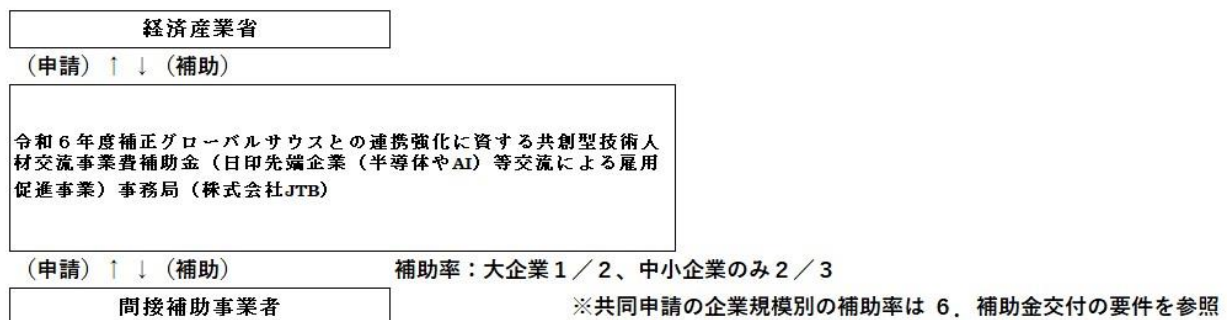 経済産業省
（申請）↑ ↓（補助）
令和６年度補正グローバルサウスとの連携強化に資する共創型技術人
材交流事業費補助金（日印先端企業（半導体やAI）等交流による雇用
促進事業）事務局（株式会社JTB）
（申請）↑ ↓（補助） 補助率：大企業１／２、中小企業のみ２／３
間接補助事業者 ※共同申請の企業規模別の補助率は ６．補助金交付の要件を参照